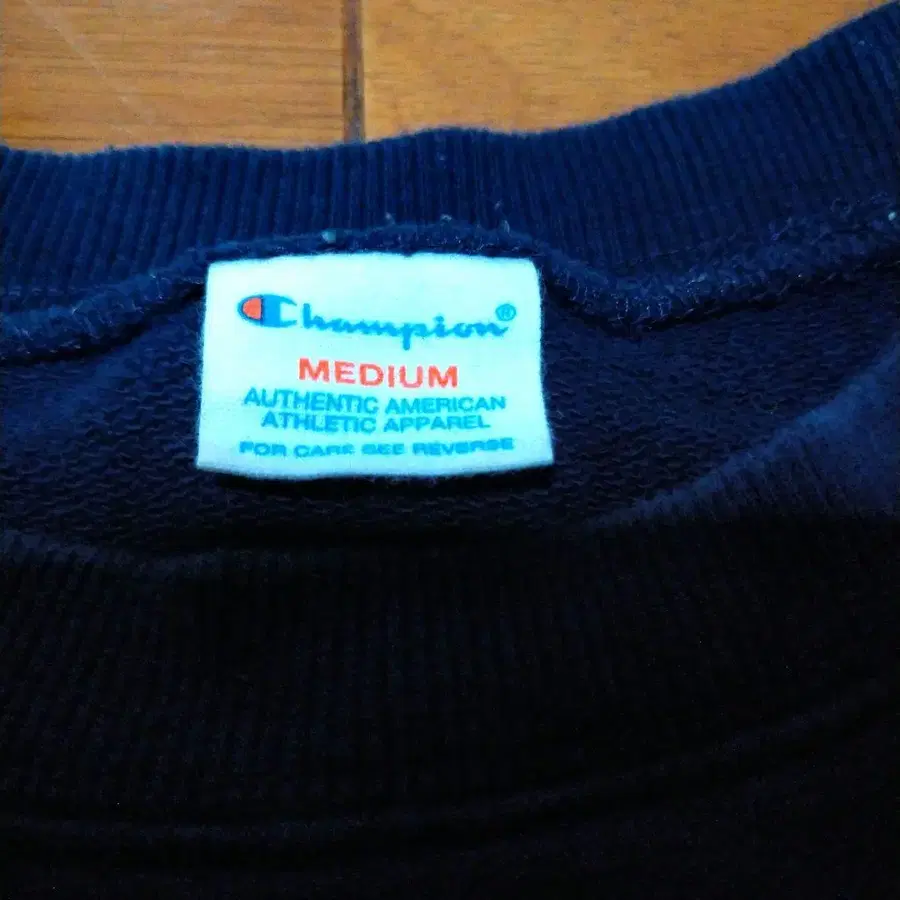 Champion®
MEDIUM
AUTHENTIC AMERICAN
ATHLETIC APPAREL
FOR CARE SEE REVERSE